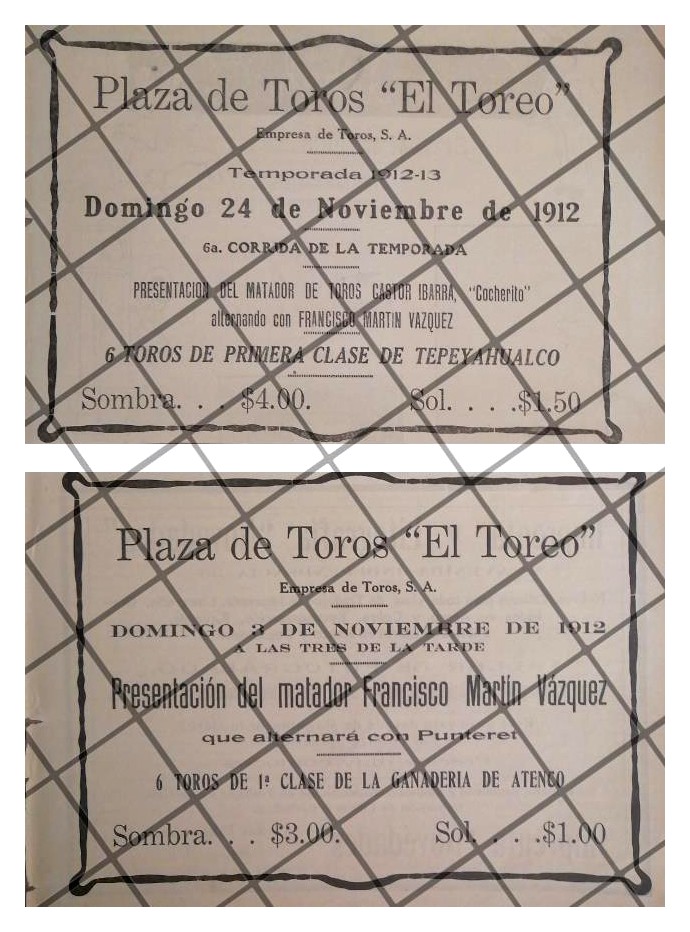 Plaza de Toros “El Toreo”
Empresa de Toros, S. A.
Temporada 1912-13
Domingo 24 de Noviembre de 1912
6a. CORRIDA DE LA TEMPORADA
PRESENTACION DEL MATADOR DE TOROS CASTOR IBARRA, “Cocherito”
alternando con FRANCISCO MARTIN VAZQUEZ
6 TOROS DE PRIMERA CLASE DE TEPEYAHUALCO
Sombra. . . $4.00. Sol. . . .$1.50
Plaza de Toros “El Toreo”
Empresa de Toros, S. A.
DOMINGO 3 DE NOVIEMBRE DE 1912
A LAS TRES DE LA TARDE
Presentación del matador Francisco Martín Vázquez
que alternará con Punteret
6 TOROS DE 1ª CLASE DE LA GANADERIA DE ATENCO
Sombra. . . $3.00. Sol. . . .$1.00